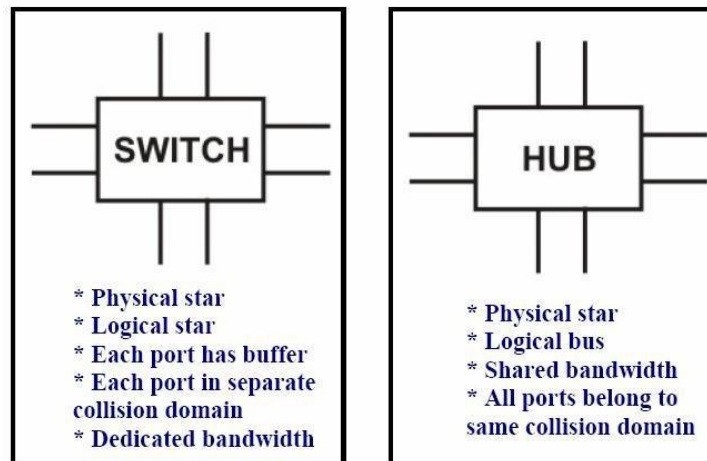 SWITCH
* Physical star
* Logical star
* Each port has buffer
* Each port in separate
collision domain
* Dedicated bandwidth
HUB
* Physical star
* Logical bus
* Shared bandwidth
* All ports belong to
same collision domain